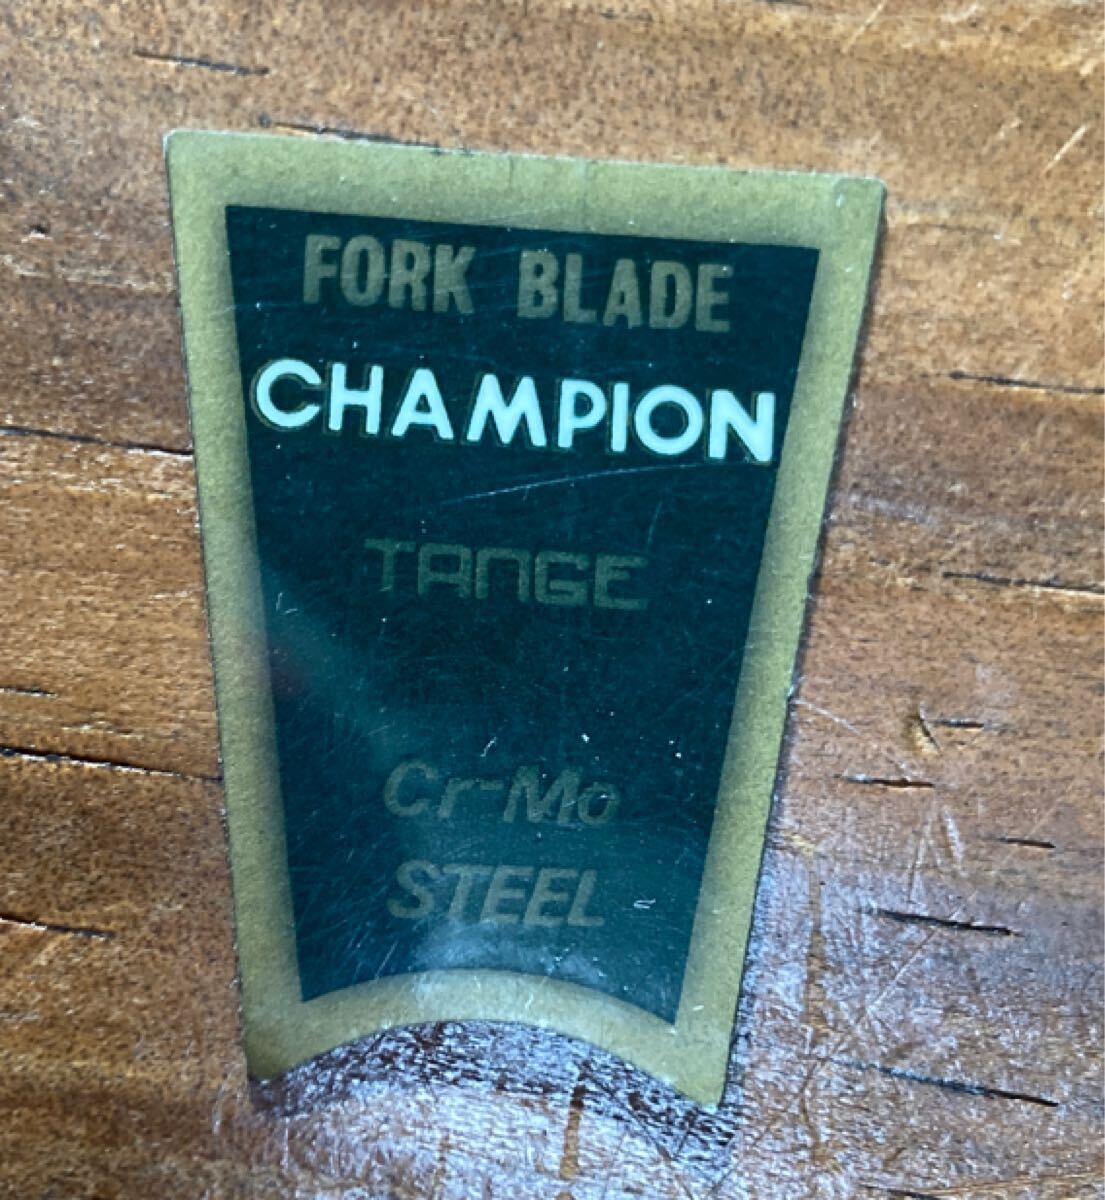 FORK BLADE
CHAMPION
TANGE
Cr-Mo
STEEL